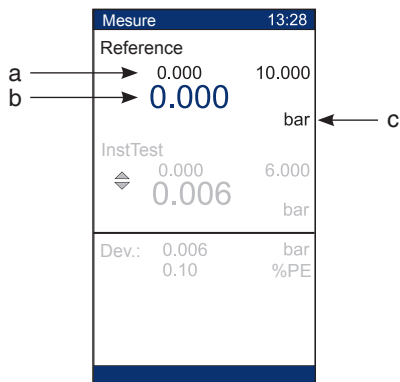 Mesure 13:28
Reference
a 0.000 10.000
b 0.000
bar c
InstTest
0.000 6.000
0.006
bar
Dev.: 0.006 bar
0.10 %PE